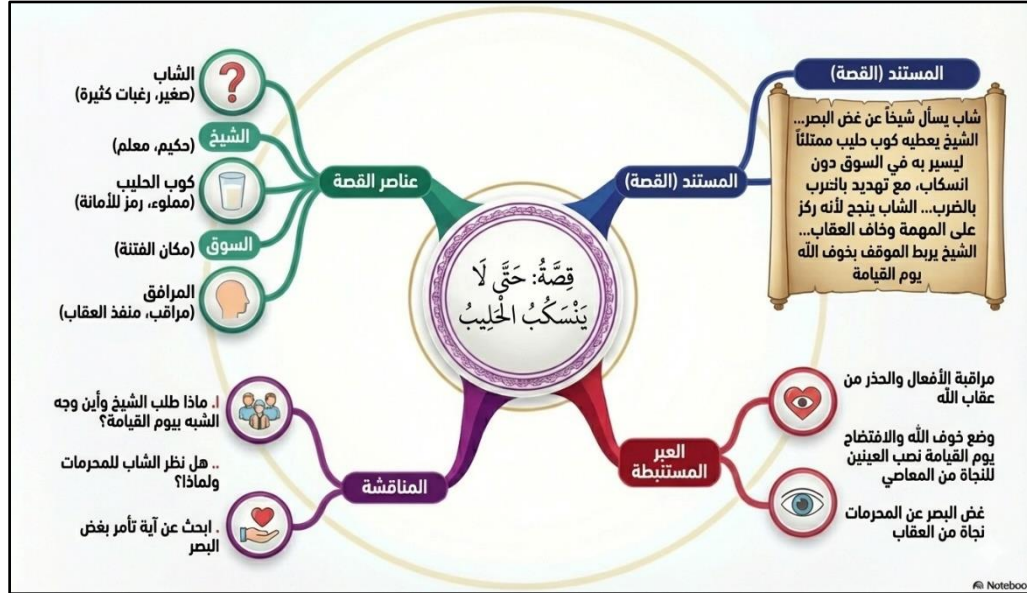 المستند (القصة)
شاب يسأل شيخاً عن غض البصر...
الشيخ يعطيه كوب حليب ممتلئاً
ليسير به في السوق دون
انسكاب، مع تهديد بالضرب
بالضرب... الشاب ينجح لأنه ركز
على المهمة وخاف العقاب...
الشيخ يربط الموقف بخوف الله
يوم القيامة
المستند (القصة)
عناصر القصة
الشاب
(صغير، رغبات كثيرة)
الشيخ
(حكيم، معلم)
كوب الحليب
(مملوء، رمز للأمانة)
السوق
(مكان الفتنة)
المرافق
(مراقب، منفذ العقاب)
قِصَّةُ: حَتَّى لَا
يَنْسَكُبُ الْحَلِيبُ
العبر
المستنبطة
مراقبة الأفعال والحذر من
عقاب الله
وضع خوف الله والافتضاح
يوم القيامة نصب العينين
للنجاة من المعاصي
غض البصر عن المحرمات
نجاة من العقاب
المناقشة
ا. ماذا طلب الشيخ وأين وجه
الشبه بيوم القيامة؟
.. هل نظر الشاب للمحرمات
ولماذا؟
. ابحث عن آية تأمر بغض
البصر
Notebook